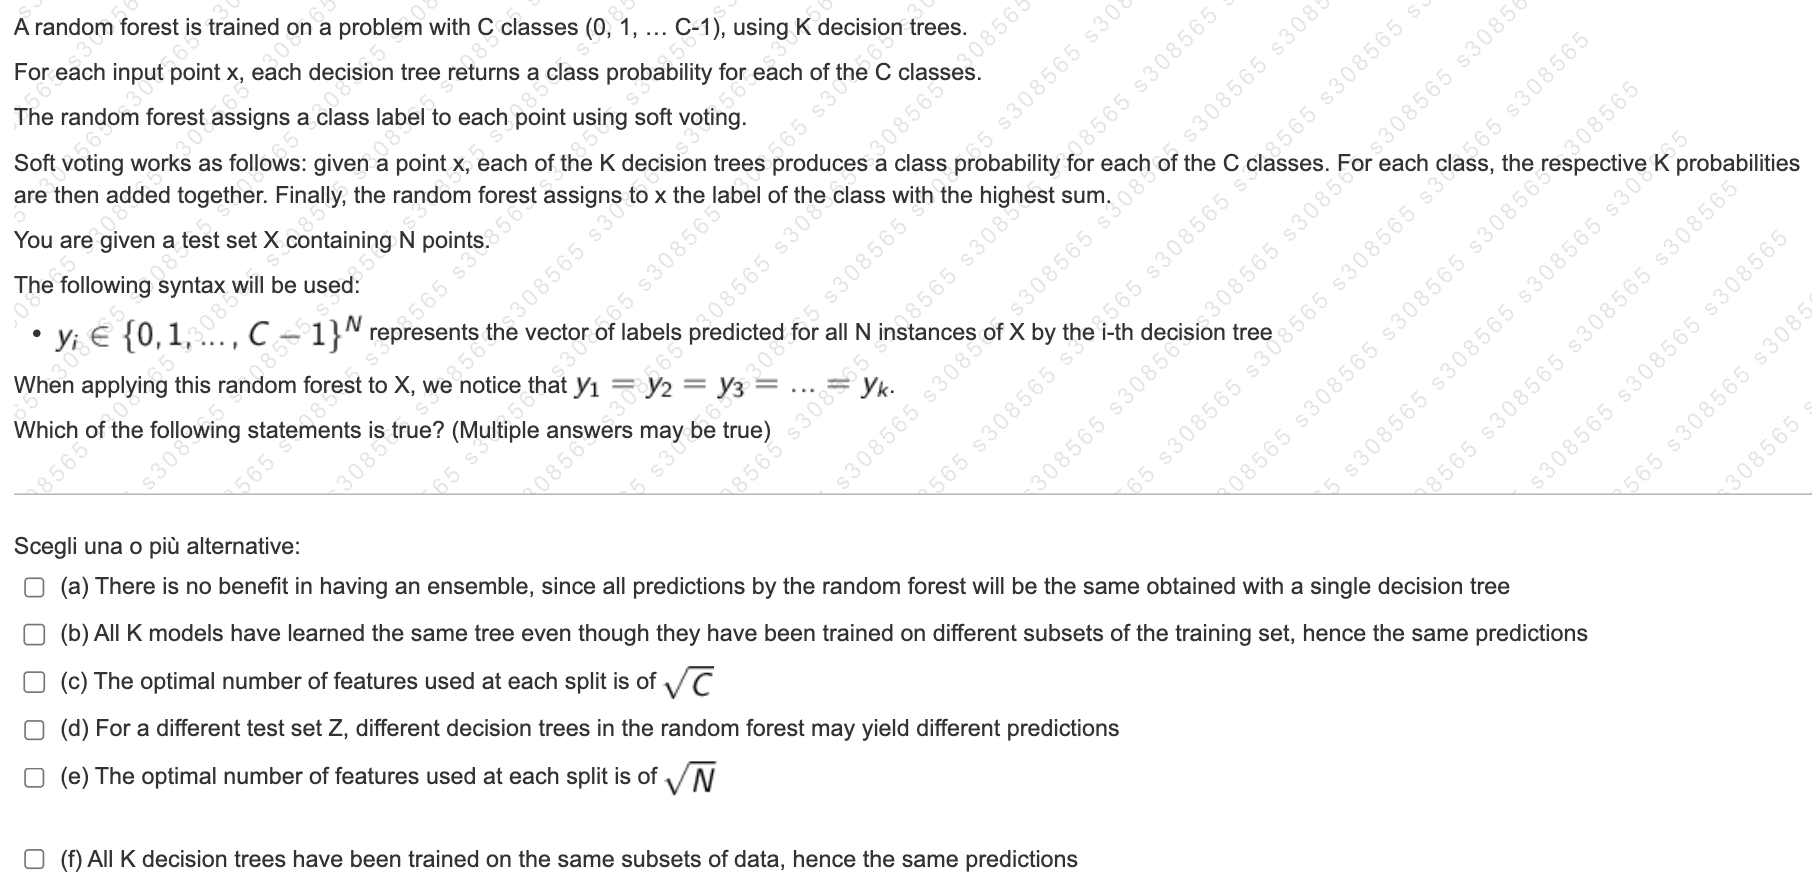 A random forest is trained on a problem with C classes (0, 1, ... C-1), using K decision trees.
For each input point x, each decision tree returns a class probability for each of the C classes.
The random forest assigns a class label to each point using soft voting.
Soft voting works as follows: given a point x, each of the K decision trees produces a class probability for each of the C classes. For each class, the respective K probabilities
are then added together. Finally, the random forest assigns to x the label of the class with the highest sum.
You are given a test set X containing N points.
The following syntax will be used:
• yᵢ ∈ {0, 1, ..., C − 1}ᴺ represents the vector of labels predicted for all N instances of X by the i-th decision tree
When applying this random forest to X, we notice that y₁ = y₂ = y₃ = ... = yₖ.
Which of the following statements is true? (Multiple answers may be true)
Scegli una o più alternative:
(a) There is no benefit in having an ensemble, since all predictions by the random forest will be the same obtained with a single decision tree
(b) All K models have learned the same tree even though they have been trained on different subsets of the training set, hence the same predictions
(c) The optimal number of features used at each split is of √C
(d) For a different test set Z, different decision trees in the random forest may yield different predictions
(e) The optimal number of features used at each split is of √N
(f) All K decision trees have been trained on the same subsets of data, hence the same predictions
s308565